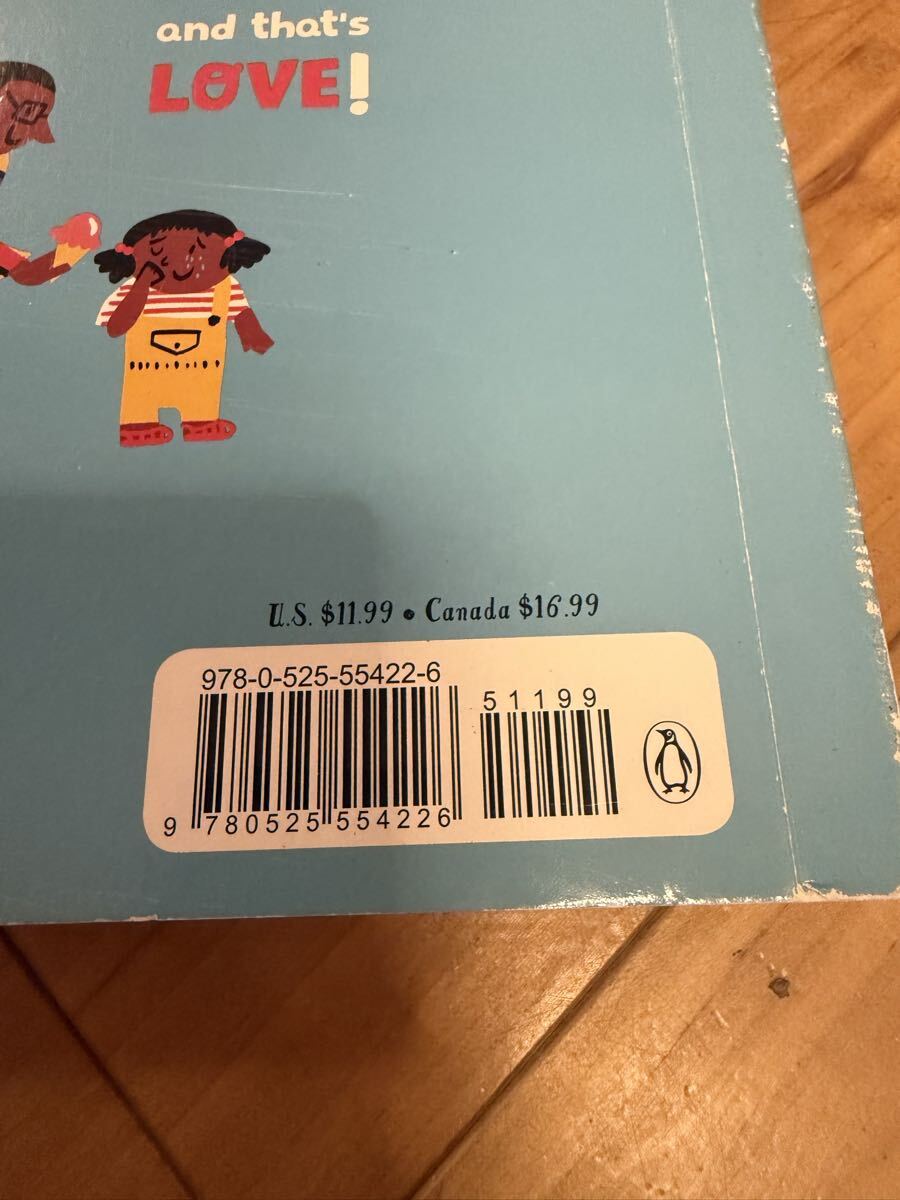 and that's
LOVE!
U.S. $11.99 • Canada $16.99
978-0-525-55422-6
51199
9 780525 554226